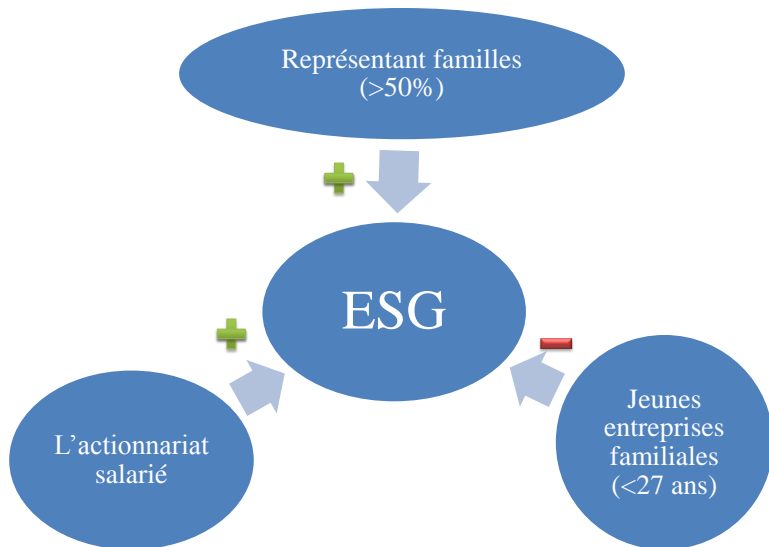 Représentant familles
(>50%)
ESG
L’actionnariat
salarié
Jeunes
entreprises
familiales
(<27 ans)